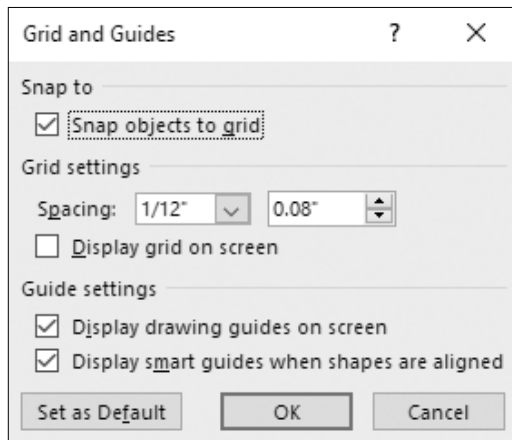 Grid and Guides ?
Snap to
Snap objects to grid
Grid settings
Spacing: 1/12" 0.08"
Display grid on screen
Guide settings
Display drawing guides on screen
Display smart guides when shapes are aligned
Set as Default OK Cancel